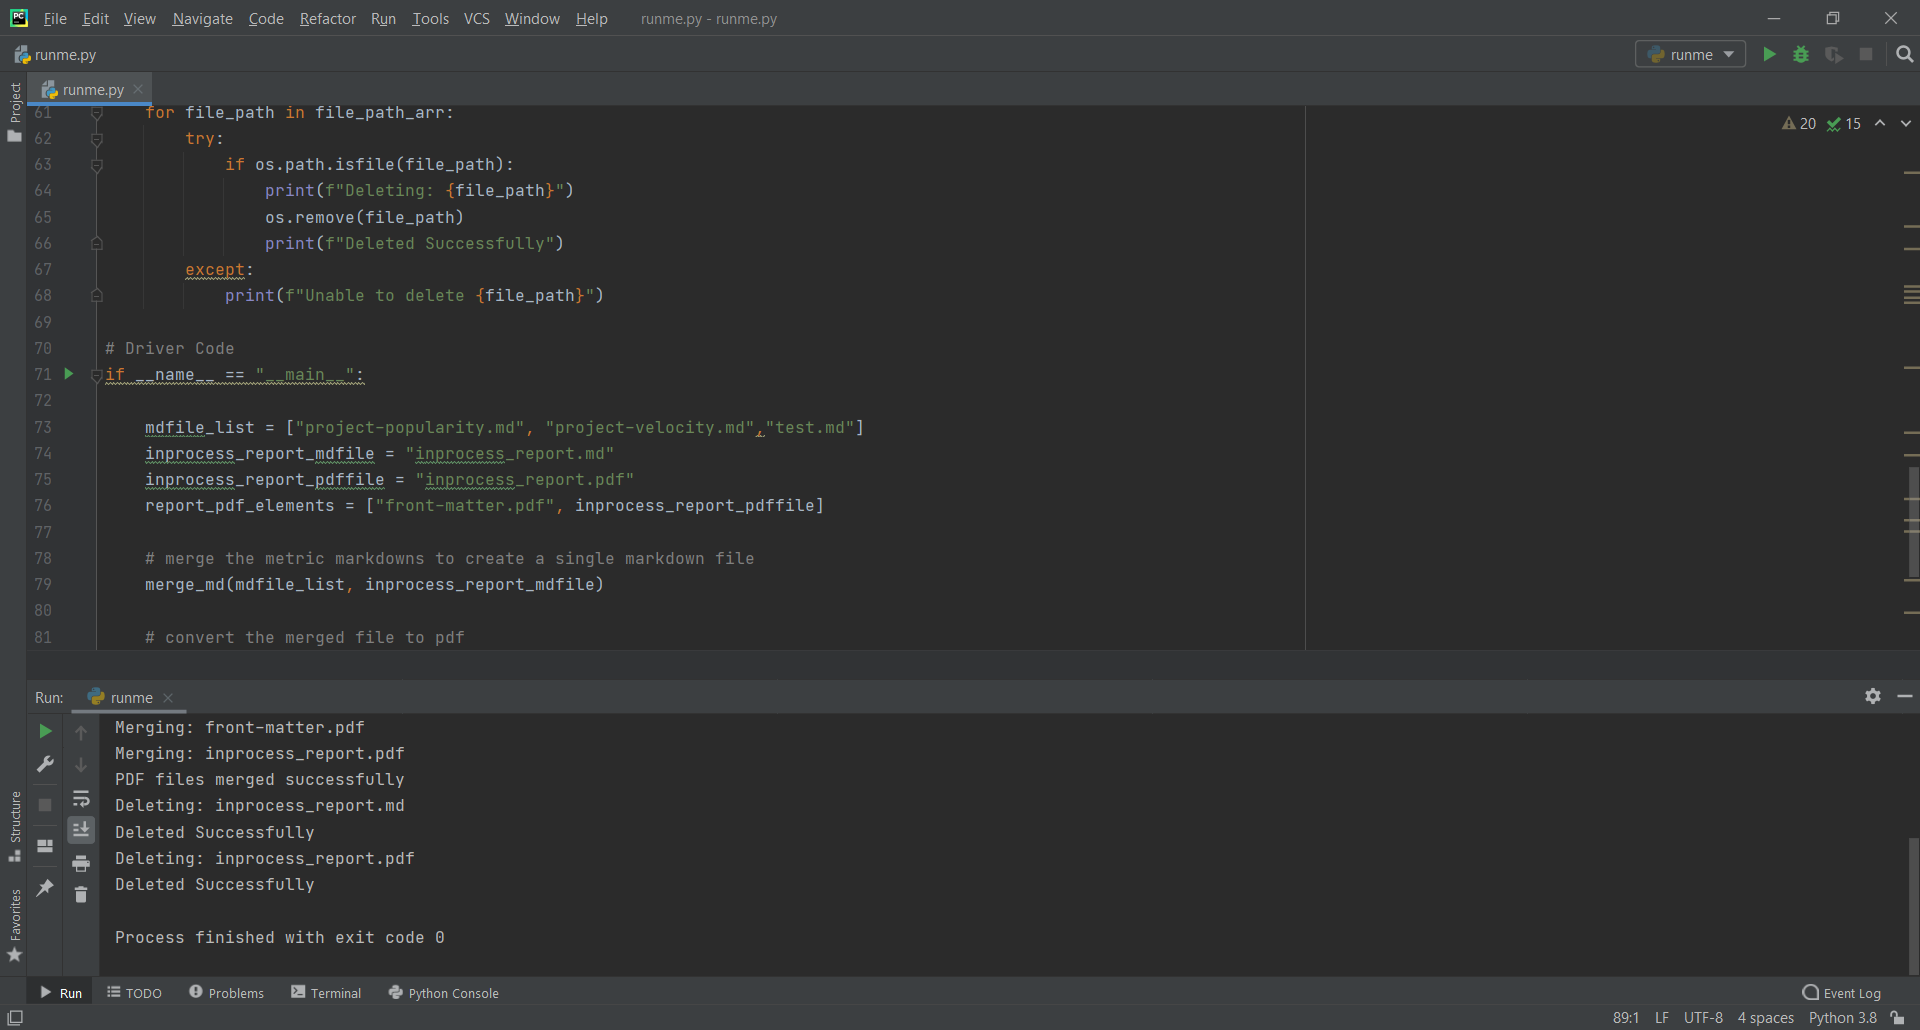 File Edit View Navigate Code Refactor Run Tools VCS Window Help runme.py - runme.py
runme.py
runme
Project
runme.py
20 15
61 for file_path in file_path_arr:
62 try:
63 if os.path.isfile(file_path):
64 print(f"Deleting: {file_path}")
65 os.remove(file_path)
66 print(f"Deleted Successfully")
67 except:
68 print(f"Unable to delete {file_path}")
69
70 # Driver Code
71 if __name__ == "__main__":
72
73 mdfile_list = ["project-popularity.md", "project-velocity.md","test.md"]
74 inprocess_report_mdfile = "inprocess_report.md"
75 inprocess_report_pdffile = "inprocess_report.pdf"
76 report_pdf_elements = ["front-matter.pdf", inprocess_report_pdffile]
77
78 # merge the metric markdowns to create a single markdown file
79 merge_md(mdfile_list, inprocess_report_mdfile)
80
81 # convert the merged file to pdf
Run: runme
Merging: front-matter.pdf
Merging: inprocess_report.pdf
PDF files merged successfully
Deleting: inprocess_report.md
Deleted Successfully
Deleting: inprocess_report.pdf
Deleted Successfully
Process finished with exit code 0
Structure
Favorites
Run TODO Problems Terminal Python Console Event Log
89:1 LF UTF-8 4 spaces Python 3.8